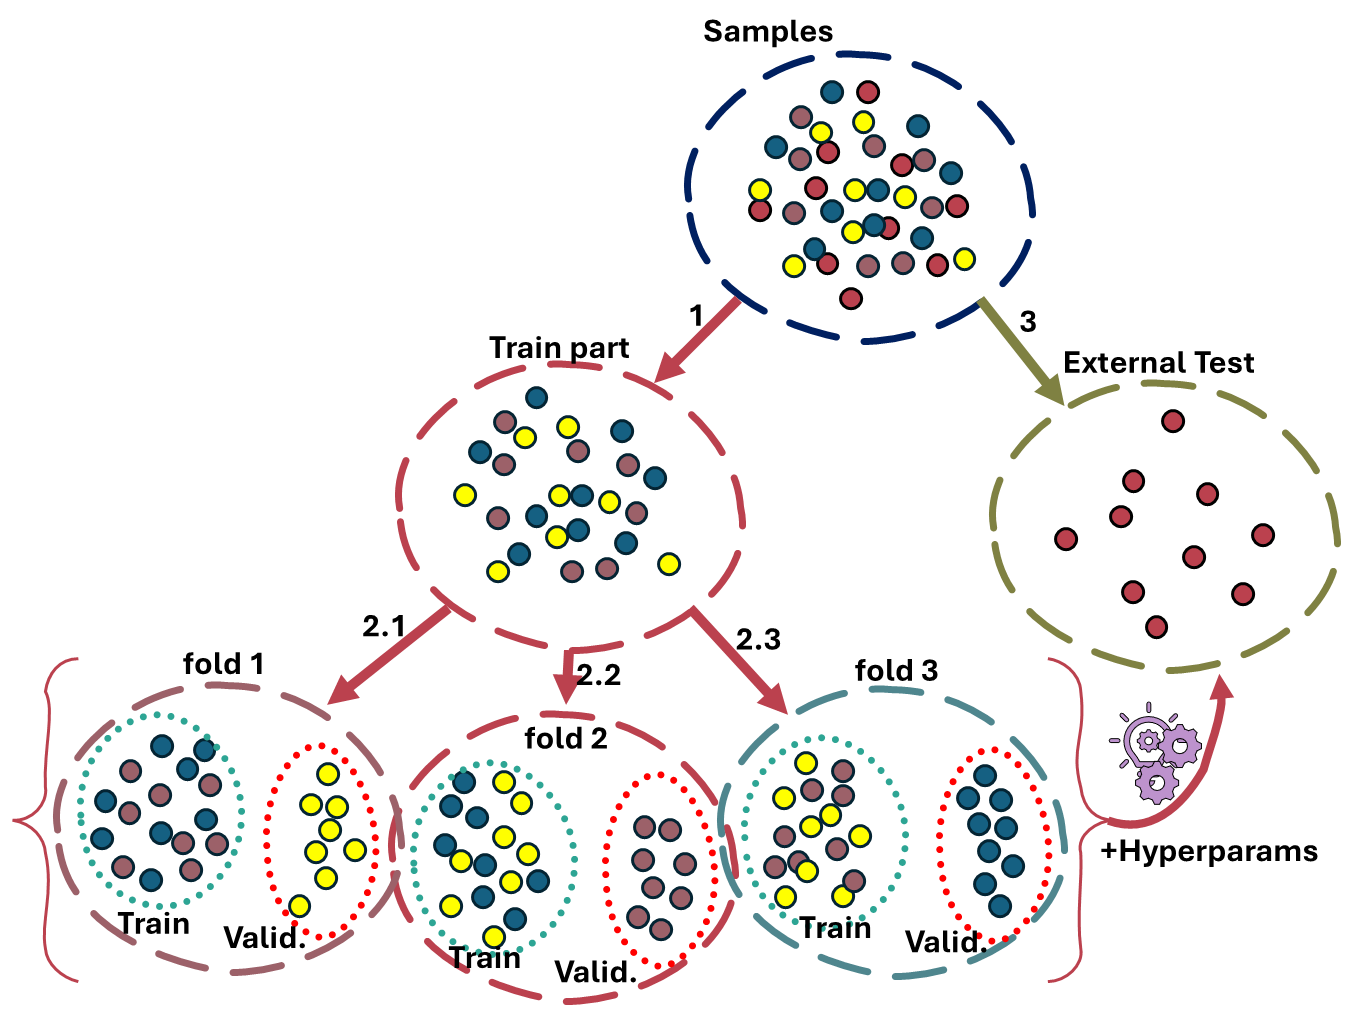 Samples
1
3
Train part
External Test
2.1
2.2
2.3
fold 1
fold 2
fold 3
Train
Valid.
Train
Valid.
Train
Valid.
+Hyperparams